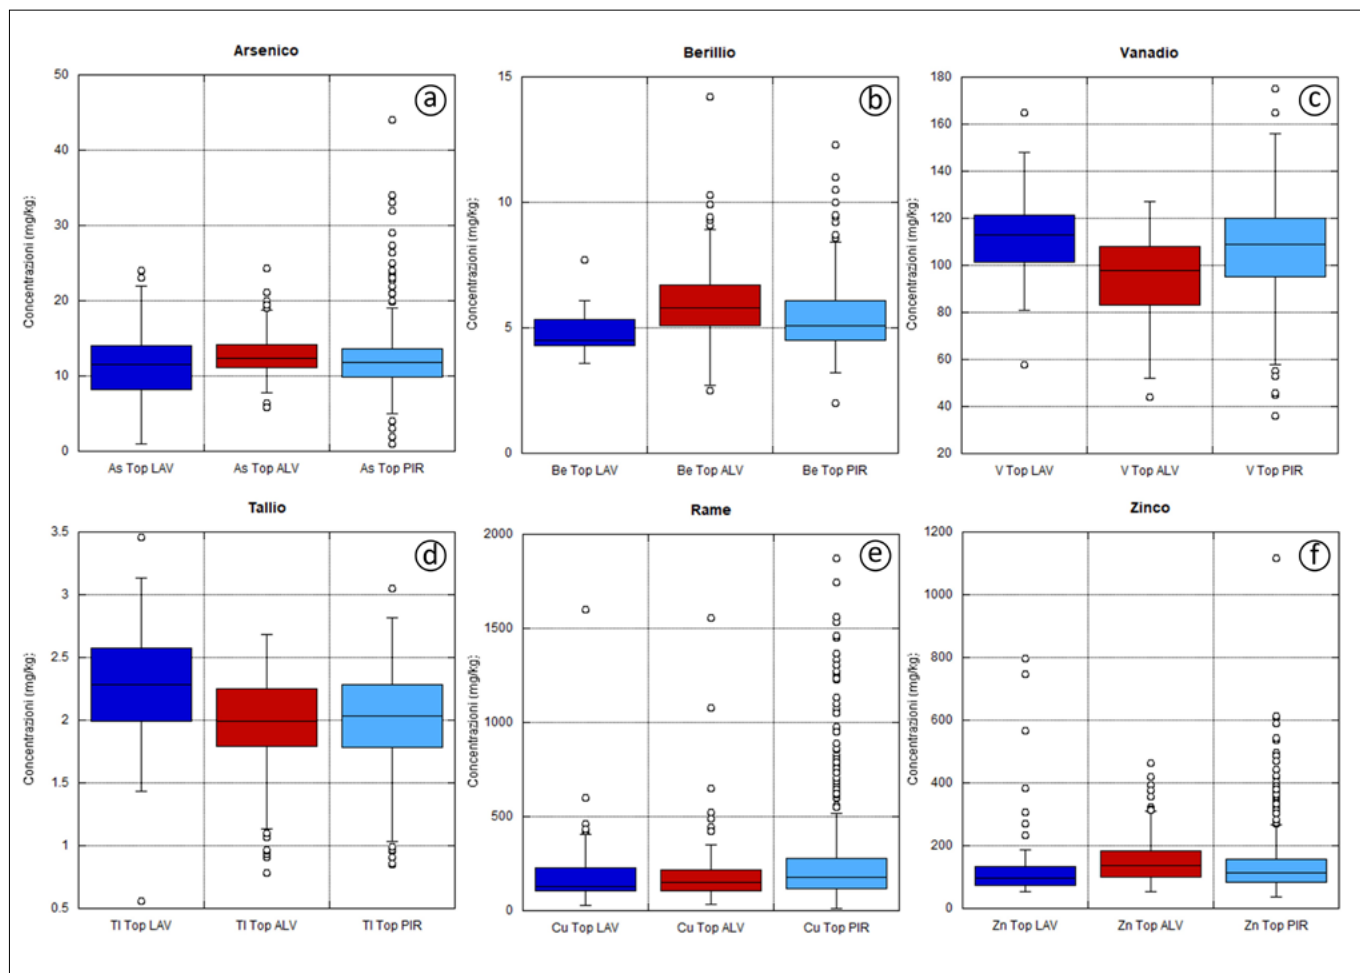 Arsenico
a
Concentrazioni (mg/kg)
50
40
30
20
10
0
As Top LAV
As Top ALV
As Top PIR
Berillio
b
Concentrazioni (mg/kg)
15
10
5
0
Be Top LAV
Be Top ALV
Be Top PIR
Vanadio
c
Concentrazioni (mg/kg)
180
160
140
120
100
80
60
40
20
V Top LAV
V Top ALV
V Top PIR
Tallio
d
Concentrazioni (mg/kg)
3.5
3
2.5
2
1.5
1
0.5
Tl Top LAV
Tl Top ALV
Tl Top PIR
Rame
e
Concentrazioni (mg/kg)
2000
1500
1000
500
0
Cu Top LAV
Cu Top ALV
Cu Top PIR
Zinco
f
Concentrazioni (mg/kg)
1200
1000
800
600
400
200
0
Zn Top LAV
Zn Top ALV
Zn Top PIR